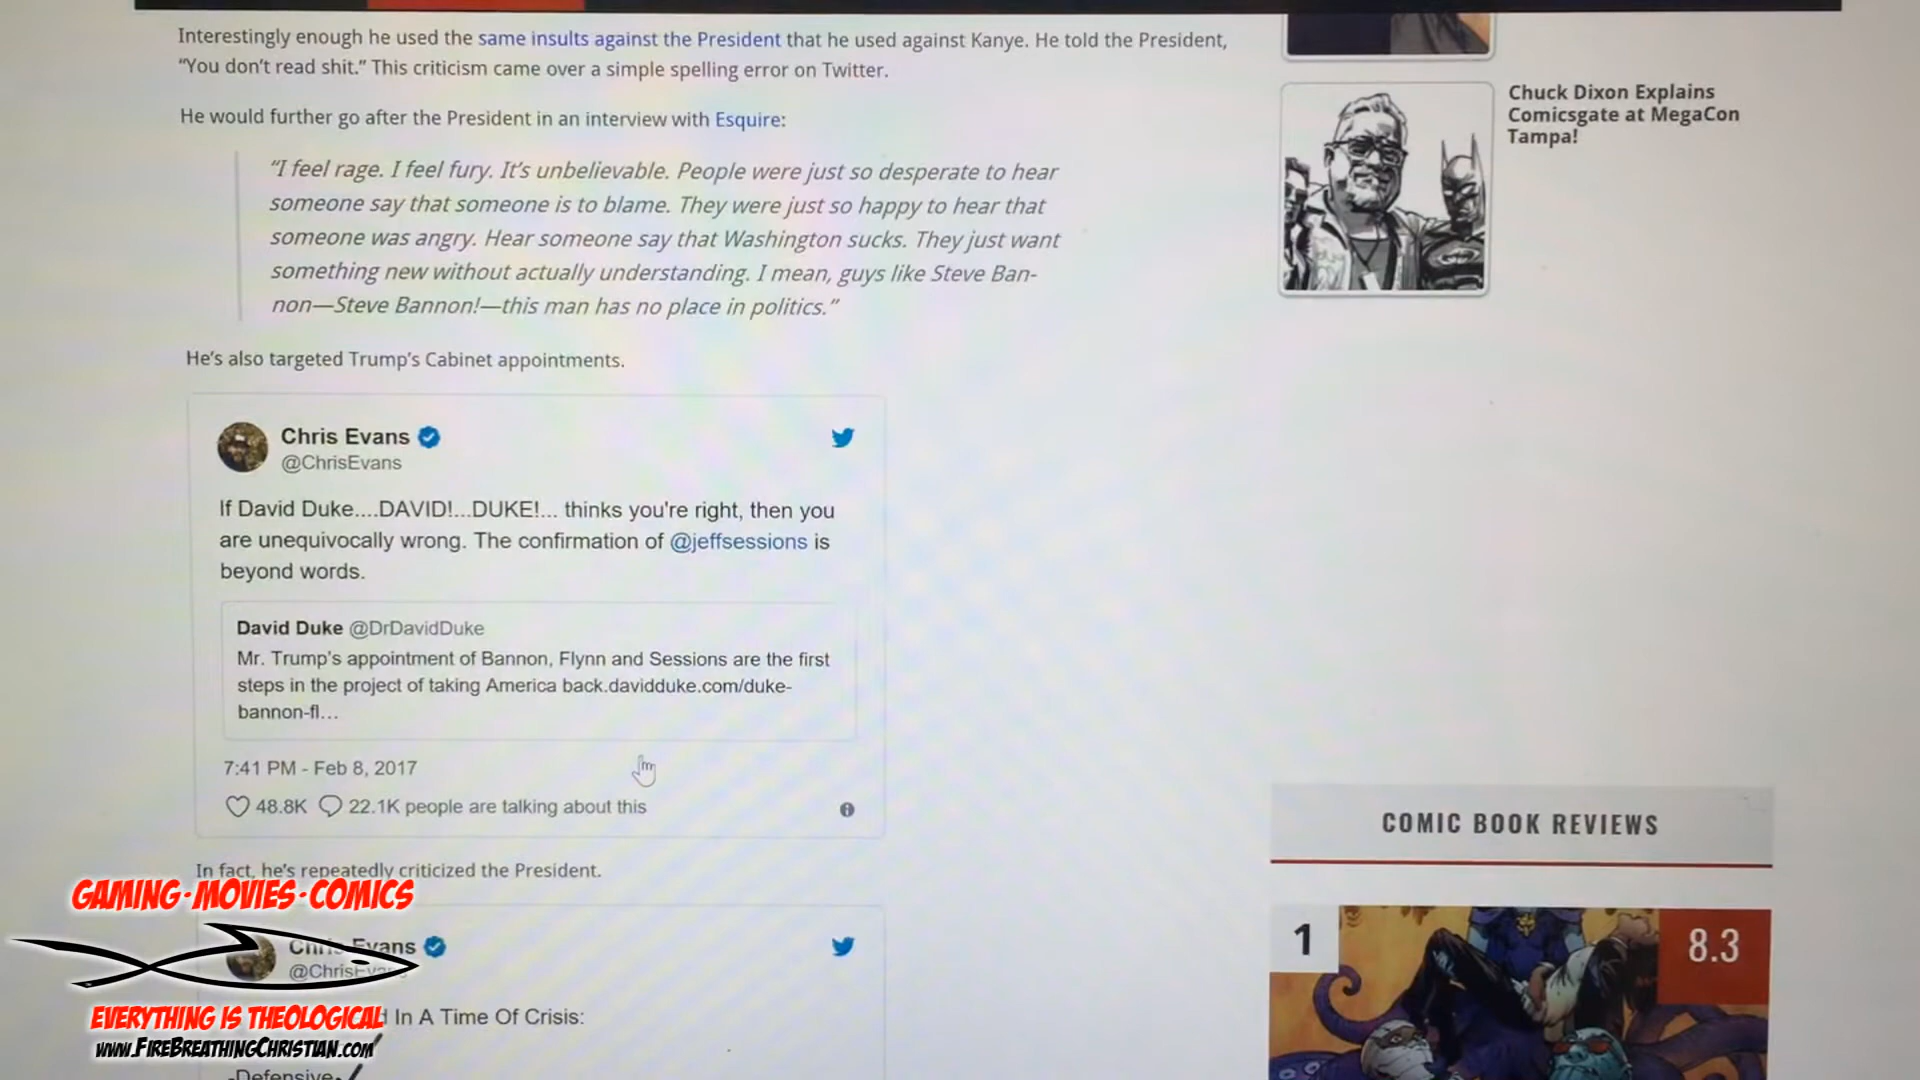 Interestingly enough he used the same insults against the President that he used against Kanye. He told the President,
“You don’t read shit.” This criticism came over a simple spelling error on Twitter.
He would further go after the President in an interview with Esquire:
“I feel rage. I feel fury. It’s unbelievable. People were just so desperate to hear
someone say that someone is to blame. They were just so happy to hear that
someone was angry. Hear someone say that Washington sucks. They just want
something new without actually understanding. I mean, guys like Steve Ban-
non—Steve Bannon!—this man has no place in politics.”
He’s also targeted Trump’s Cabinet appointments.
Chris Evans
@ChrisEvans
If David Duke....DAVID!...DUKE!... thinks you're right, then you
are unequivocally wrong. The confirmation of @jeffsessions is
beyond words.
David Duke @DrDavidDuke
Mr. Trump's appointment of Bannon, Flynn and Sessions are the first
steps in the project of taking America back.davidduke.com/duke-
bannon-fl…
7:41 PM - Feb 8, 2017
48.8K 22.1K people are talking about this
In fact, he’s repeatedly criticized the President.
Chris Evans
@ChrisEvans
In A Time Of Crisis:
-Defensive
Chuck Dixon Explains
Comicsgate at MegaCon
Tampa!
COMIC BOOK REVIEWS
1
8.3
GAMING·MOVIES·COMICS
EVERYTHING IS THEOLOGICAL
www.FireBreathingChristian.com